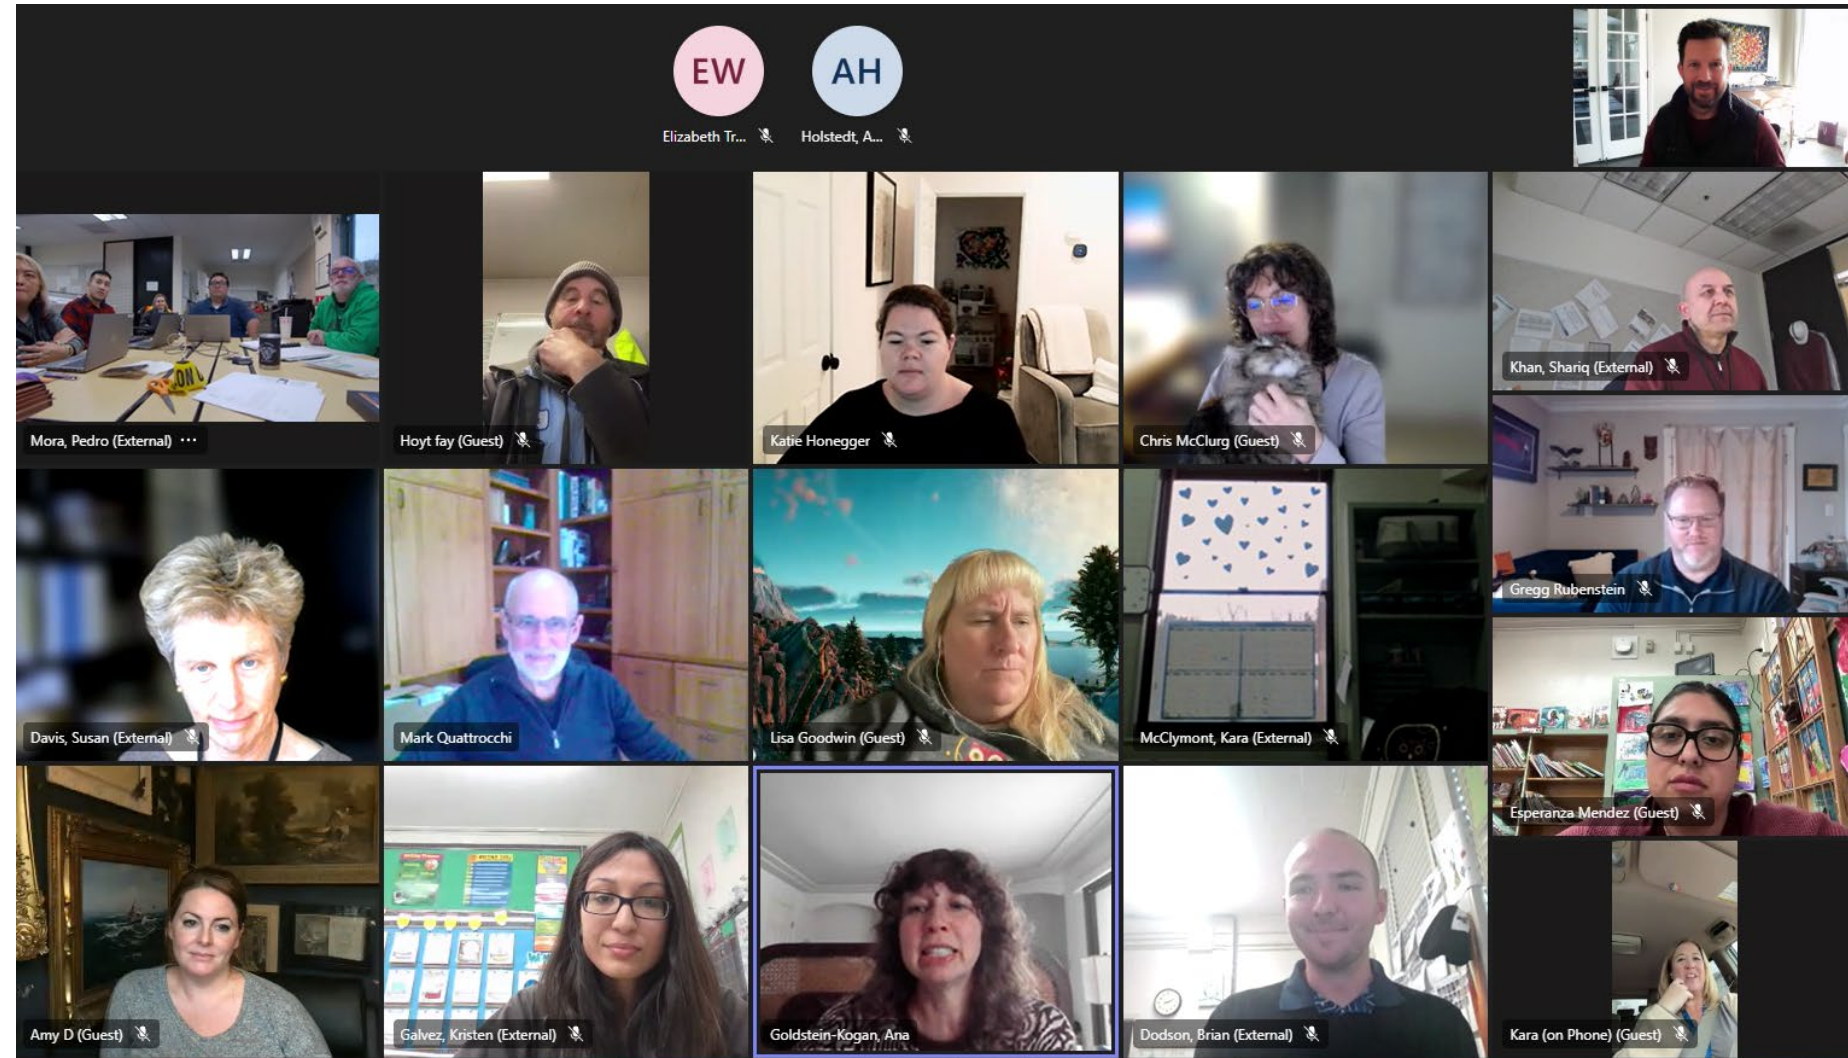 EW
AH
Elizabeth Tr...
Holstedt, A...
Mora, Pedro (External) ...
Hoyt fay (Guest)
Katie Honegger
Chris McClurg (Guest)
Khan, Shariq (External)
Gregg Rubenstein
Davis, Susan (External)
Mark Quattrocchi
Lisa Goodwin (Guest)
McClymont, Kara (External)
Esperanza Mendez (Guest)
Amy D (Guest)
Galvez, Kristen (External)
Goldstein-Kogan, Ana
Dodson, Brian (External)
Kara (on Phone) (Guest)